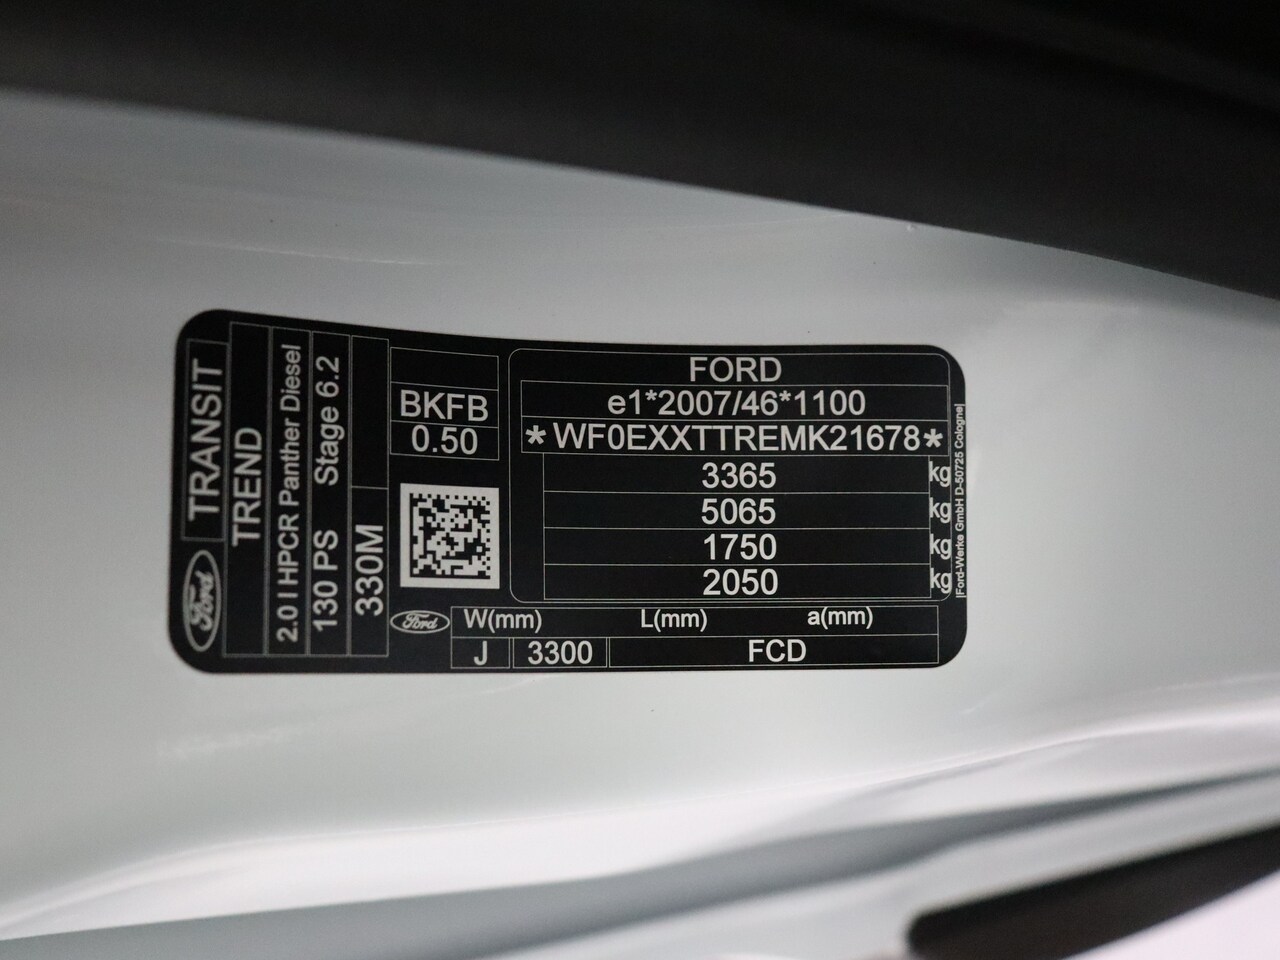 Ford
TRANSIT
TREND
2.0 l HPCR Panther Diesel
130 PS Stage 6.2
330M
BKFB
0.50
FORD
e1*2007/46*1100
*WF0EXXTTREMK21678*
3365 kg
5065 kg
1750 kg
2050 kg
|Ford-Werke GmbH D-50725 Cologne|
Ford
W(mm) L(mm) a(mm)
J 3300 FCD